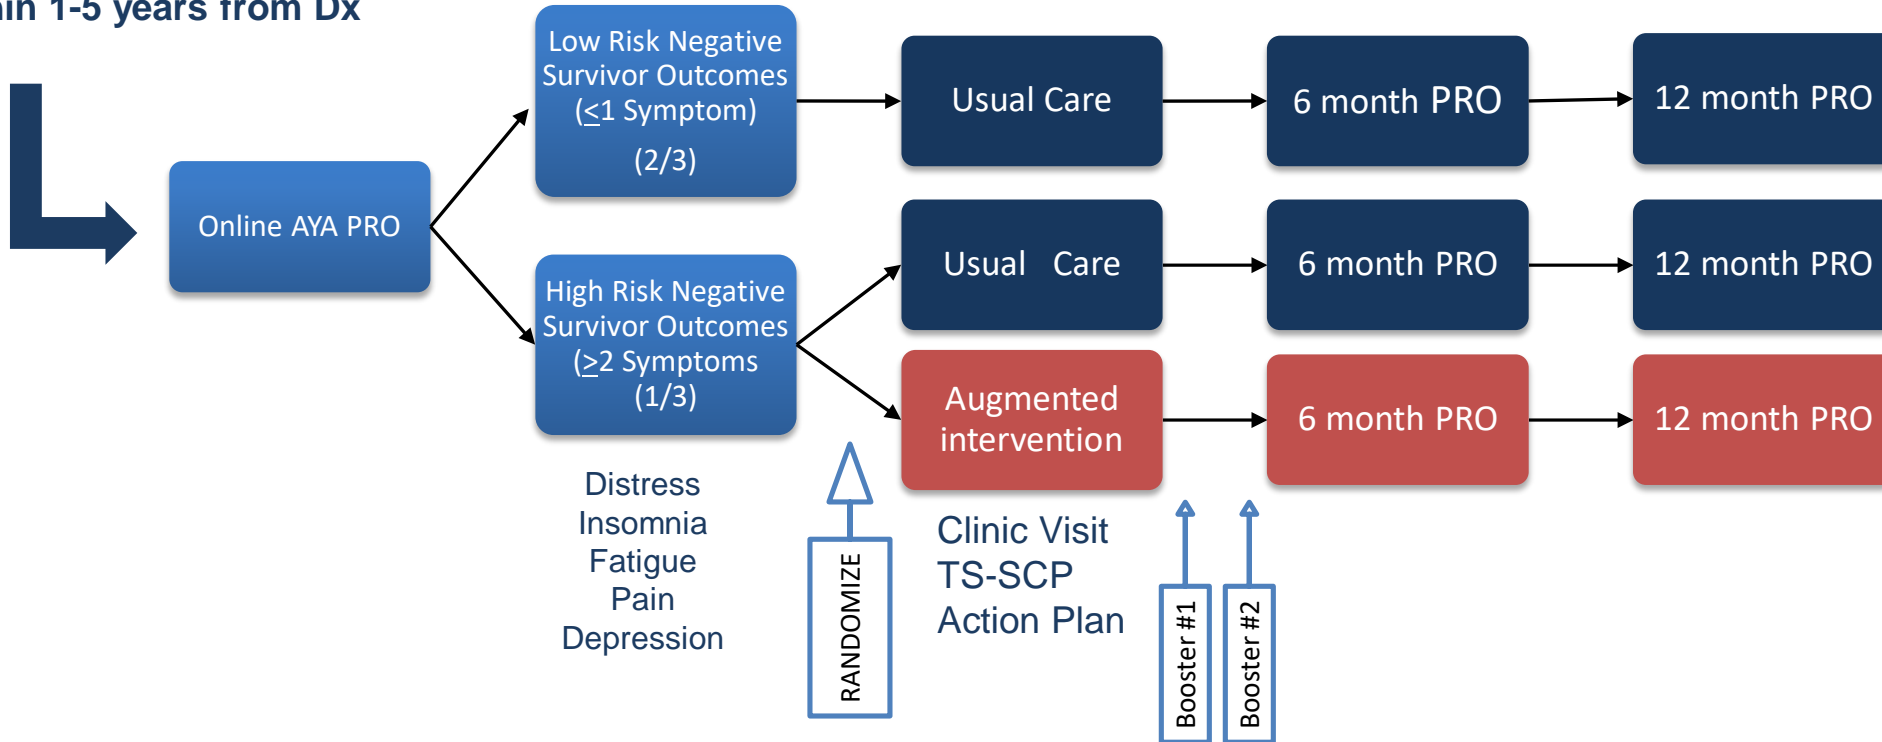 in 1-5 years from Dx
Online AYA PRO
Low Risk Negative
Survivor Outcomes
(<1 Symptom)
(2/3)
Usual Care
6 month PRO
12 month PRO
High Risk Negative
Survivor Outcomes
(>2 Symptoms
(1/3)
Usual Care
6 month PRO
12 month PRO
Augmented
intervention
6 month PRO
12 month PRO
Distress
Insomnia
Fatigue
Pain
Depression
RANDOMIZE
Clinic Visit
TS-SCP
Action Plan
Booster #1
Booster #2